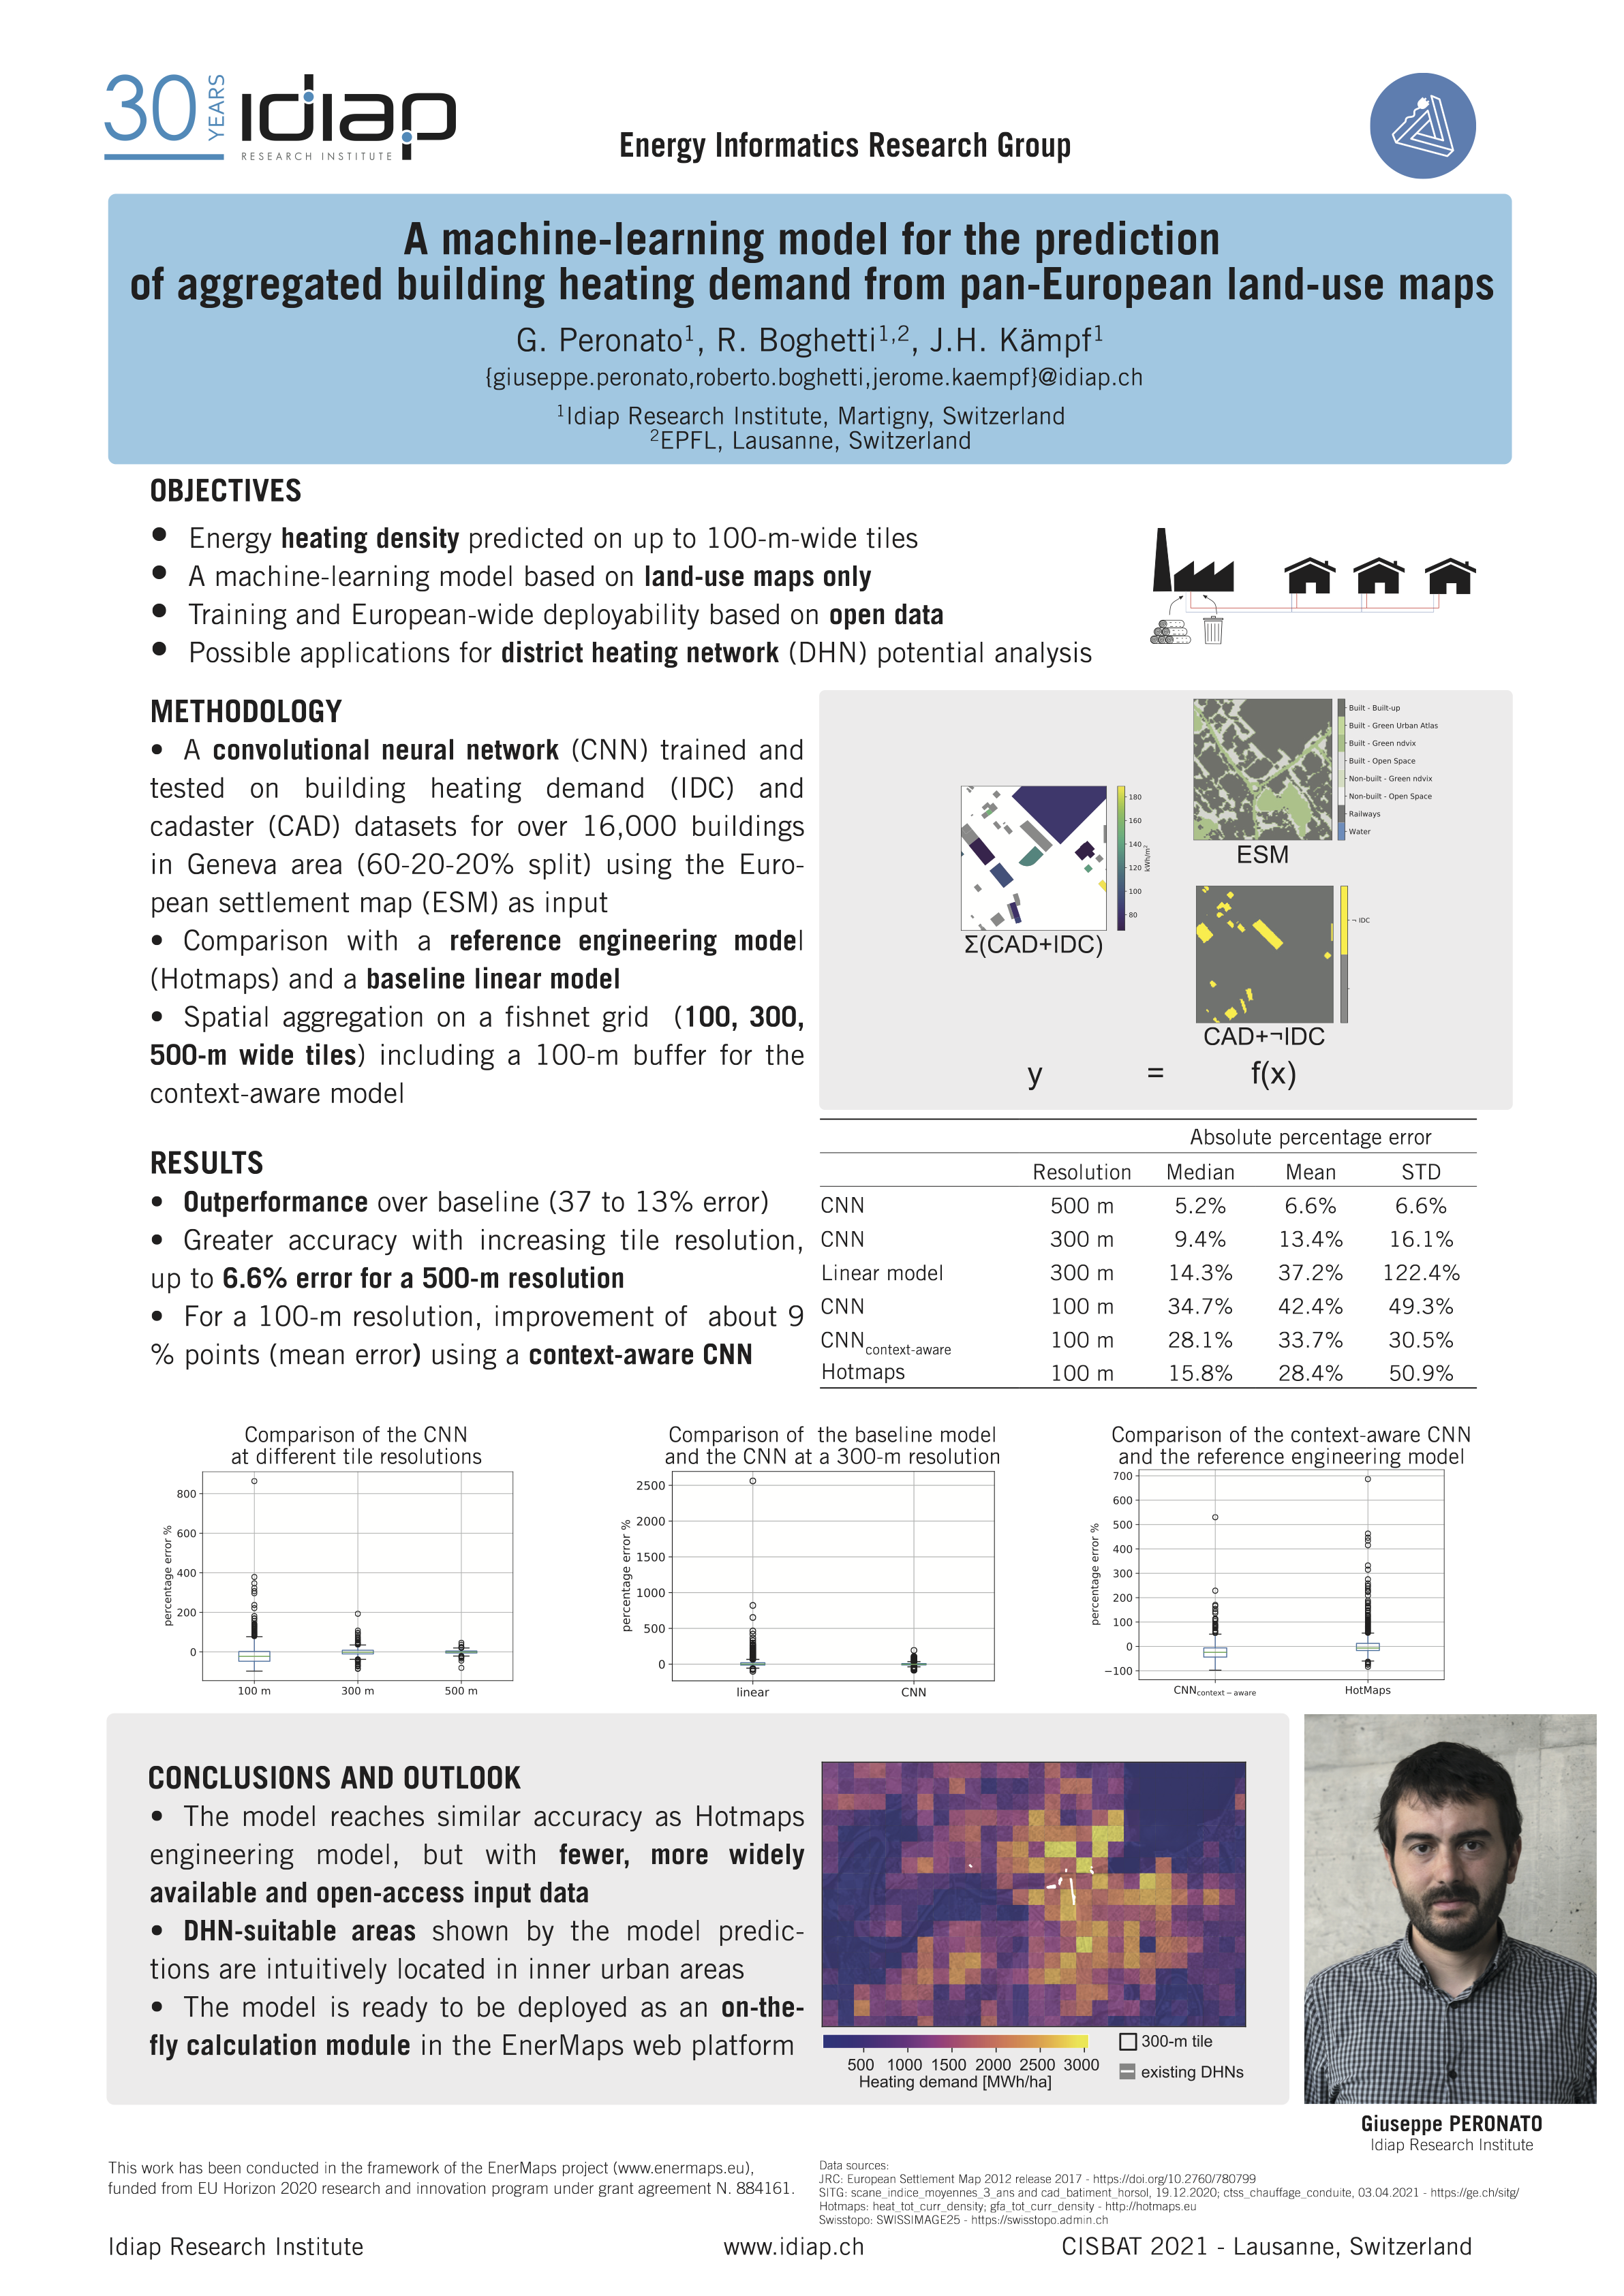 30 YEARS idiap
RESEARCH INSTITUTE
Energy Informatics Research Group
A machine-learning model for the prediction
of aggregated building heating demand from pan-European land-use maps
G. Peronato1, R. Boghetti1,2, J.H. Kämpf1
{giuseppe.peronato,roberto.boghetti,jerome.kaempf}@idiap.ch
1Idiap Research Institute, Martigny, Switzerland
2EPFL, Lausanne, Switzerland
OBJECTIVES
• Energy heating density predicted on up to 100-m-wide tiles
• A machine-learning model based on land-use maps only
• Training and European-wide deployability based on open data
• Possible applications for district heating network (DHN) potential analysis
METHODOLOGY
• A convolutional neural network (CNN) trained and
tested on building heating demand (IDC) and
cadaster (CAD) datasets for over 16,000 buildings
in Geneva area (60-20-20% split) using the Euro-
pean settlement map (ESM) as input
• Comparison with a reference engineering model
(Hotmaps) and a baseline linear model
• Spatial aggregation on a fishnet grid (100, 300,
500-m wide tiles) including a 100-m buffer for the
context-aware model
180
160
140
120
100
80
kWh/m²
Σ(CAD+IDC)
Built - Built-up
Built - Green Urban Atlas
Built - Green ndvix
Built - Open Space
Non-built - Green ndvix
Non-built - Open Space
Railways
Water
ESM
¬ IDC
CAD+¬IDC
y = f(x)
RESULTS
• Outperformance over baseline (37 to 13% error)
• Greater accuracy with increasing tile resolution,
up to 6.6% error for a 500-m resolution
• For a 100-m resolution, improvement of about 9
% points (mean error) using a context-aware CNN
Absolute percentage error
Resolution Median Mean STD
CNN 500 m 5.2% 6.6% 6.6%
CNN 300 m 9.4% 13.4% 16.1%
Linear model 300 m 14.3% 37.2% 122.4%
CNN 100 m 34.7% 42.4% 49.3%
CNN context-aware 100 m 28.1% 33.7% 30.5%
Hotmaps 100 m 15.8% 28.4% 50.9%
Comparison of the CNN
at different tile resolutions
percentage error %
800
600
400
200
0
100 m 300 m 500 m
Comparison of the baseline model
and the CNN at a 300-m resolution
percentage error %
2500
2000
1500
1000
500
0
linear CNN
Comparison of the context-aware CNN
and the reference engineering model
percentage error %
700
600
500
400
300
200
100
0
−100
CNN context−aware HotMaps
CONCLUSIONS AND OUTLOOK
• The model reaches similar accuracy as Hotmaps
engineering model, but with fewer, more widely
available and open-access input data
• DHN-suitable areas shown by the model predic-
tions are intuitively located in inner urban areas
• The model is ready to be deployed as an on-the-
fly calculation module in the EnerMaps web platform
500 1000 1500 2000 2500 3000
Heating demand [MWh/ha]
300-m tile
existing DHNs
Giuseppe PERONATO
Idiap Research Institute
This work has been conducted in the framework of the EnerMaps project (www.enermaps.eu),
funded from EU Horizon 2020 research and innovation program under grant agreement N. 884161.
Data sources:
JRC: European Settlement Map 2012 release 2017 - https://doi.org/10.2760/780799
SITG: scane_indice_moyennes_3_ans and cad_batiment_horsol, 19.12.2020; ctss_chauffage_conduite, 03.04.2021 - https://ge.ch/sitg/
Hotmaps: heat_tot_curr_density; gfa_tot_curr_density - http://hotmaps.eu
Swisstopo: SWISSIMAGE25 - https://swisstopo.admin.ch
Idiap Research Institute
www.idiap.ch
CISBAT 2021 - Lausanne, Switzerland